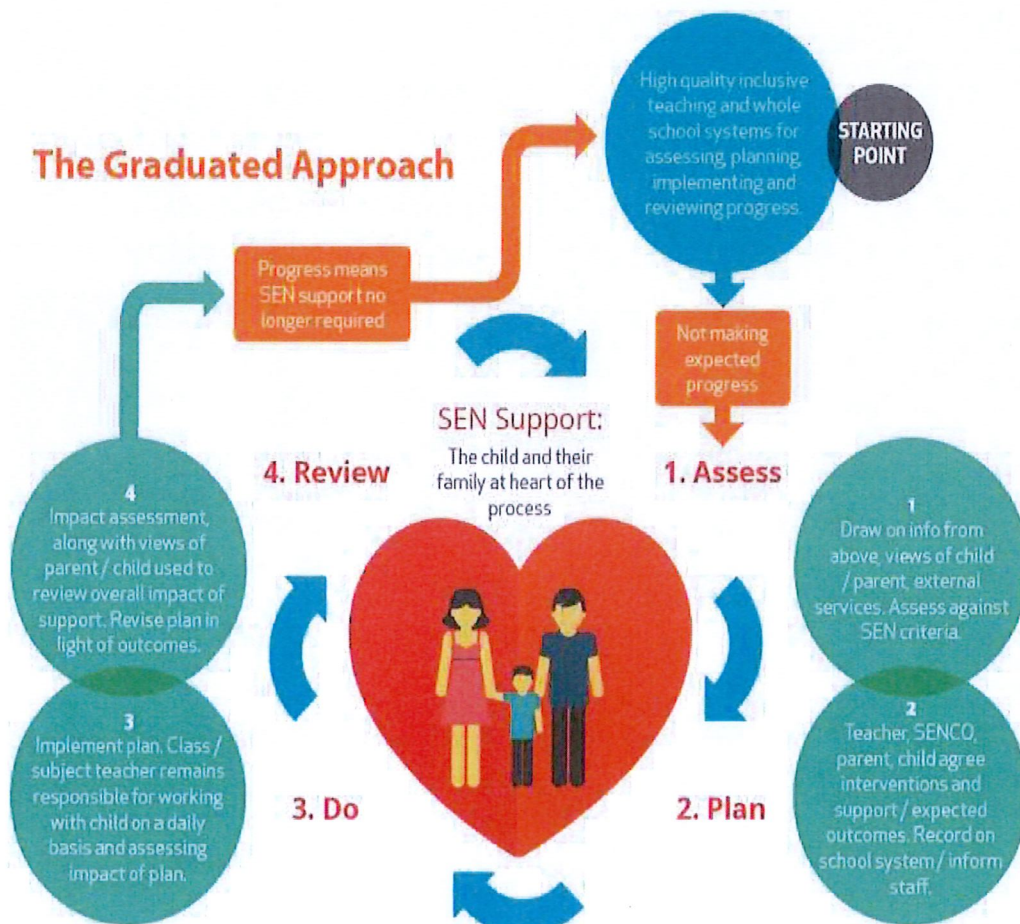 The Graduated Approach
High quality inclusive
teaching and whole
school systems for
assessing, planning,
implementing and
reviewing progress.
STARTING
POINT
Progress means
SEN support no
longer required
Not making
expected
progress
SEN Support:
The child and their
family at heart of the
process
4. Review
1. Assess
4
Impact assessment,
along with views of
parent / child used to
review overall impact of
support. Revise plan in
light of outcomes.
1
Draw on info from
above, views of child
/ parent, external
services. Assess against
SEN criteria.
3
Implement plan. Class /
subject teacher remains
responsible for working
with child on a daily
basis and assessing
impact of plan.
3. Do
2. Plan
2
Teacher, SENCO,
parent, child agree
interventions and
support / expected
outcomes. Record on
school system / inform
staff.